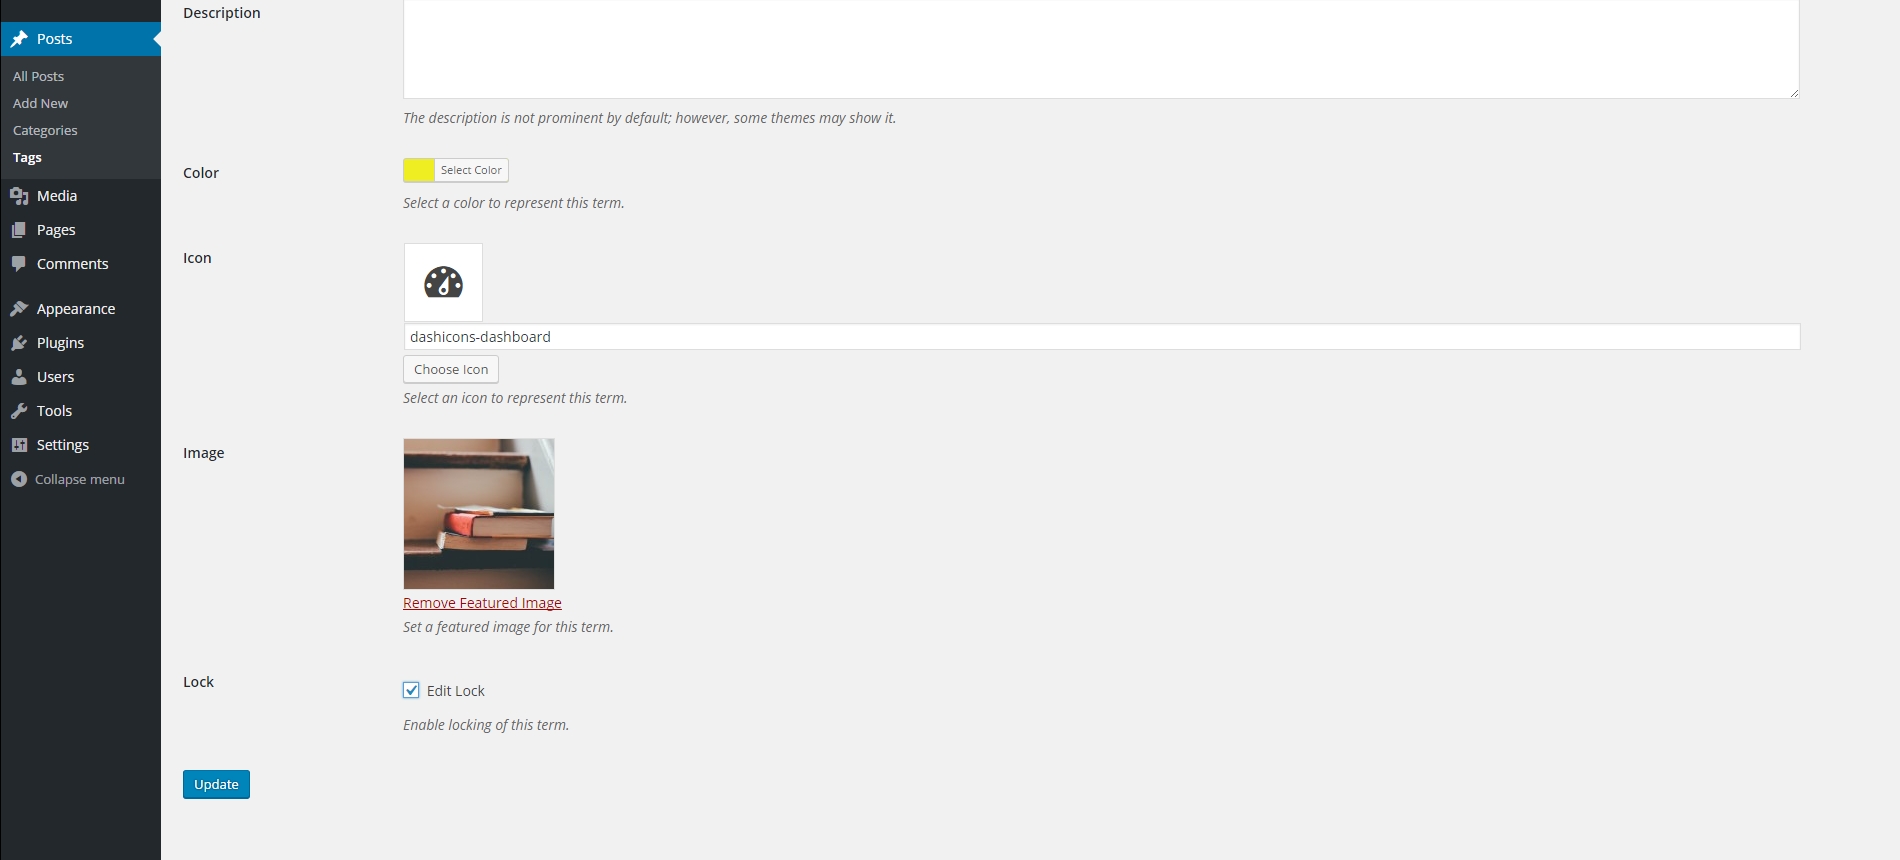 Posts
All Posts
Add New
Categories
Tags
Media
Pages
Comments
Appearance
Plugins
Users
Tools
Settings
Collapse menu
Description
The description is not prominent by default; however, some themes may show it.
Color
Select Color
Select a color to represent this term.
Icon
dashicons-dashboard
Choose Icon
Select an icon to represent this term.
Image
Remove Featured Image
Set a featured image for this term.
Lock
Edit Lock
Enable locking of this term.
Update